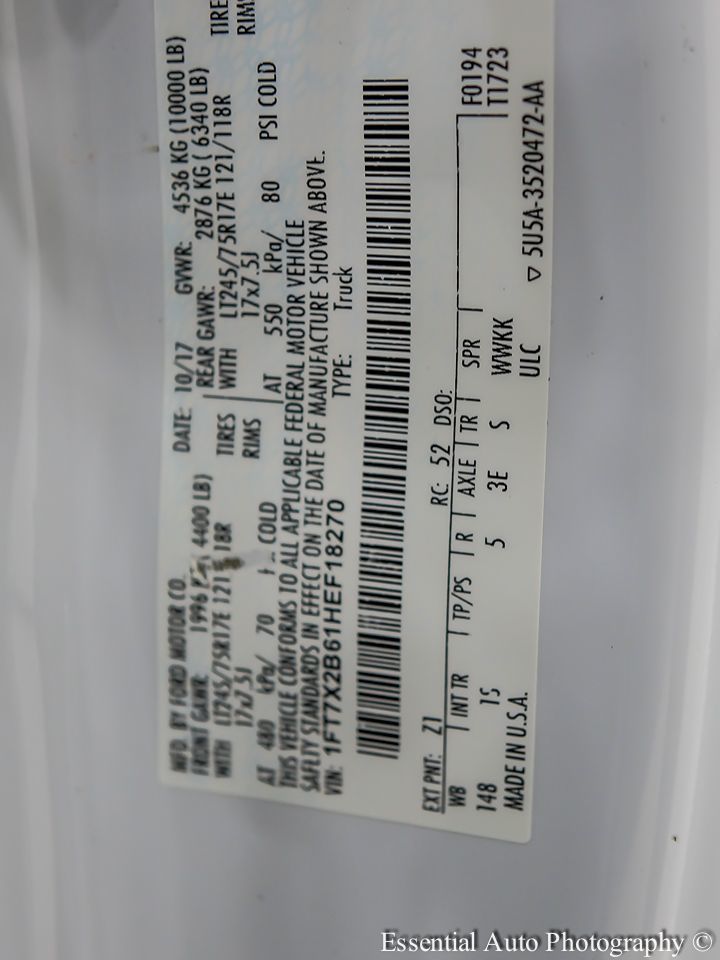 MFD. BY FORD MOTOR CO. DATE: 10/17 GVWR: 4536 KG (10000 LB)
FRONT GAWR: 1996 4400 LB) REAR GAWR: 2876 KG ( 6340 LB)
WITH LT245/75R17E 121 118R TIRES WITH LT245/75R17E 121/118R TIRE
17x7.5J RIMS 17x7.5J RIM
AT 480 kPa/ 70 COLD AT 550 kPa/ 80 PSI COLD
THIS VEHICLE CONFORMS TO ALL APPLICABLE FEDERAL MOTOR VEHICLE
SAFETY STANDARDS IN EFFECT ON THE DATE OF MANUFACTURE SHOWN ABOVE.
VIN: 1FT7X2B61HEF18270 TYPE: Truck
EXT PNT: Z1 RC: 52 DSO:
WB INT TR TP/PS R AXLE TR SPR F0194
148 1S 5 3E S WWKK T1723
MADE IN U.S.A. ULC ▽ 5U5A-3520472-AA
Essential Auto Photography ©